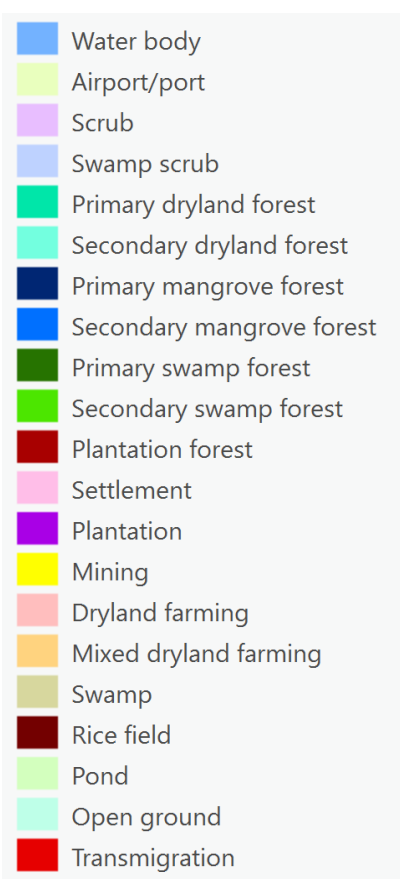 Water body
Airport/port
Scrub
Swamp scrub
Primary dryland forest
Secondary dryland forest
Primary mangrove forest
Secondary mangrove forest
Primary swamp forest
Secondary swamp forest
Plantation forest
Settlement
Plantation
Mining
Dryland farming
Mixed dryland farming
Swamp
Rice field
Pond
Open ground
Transmigration